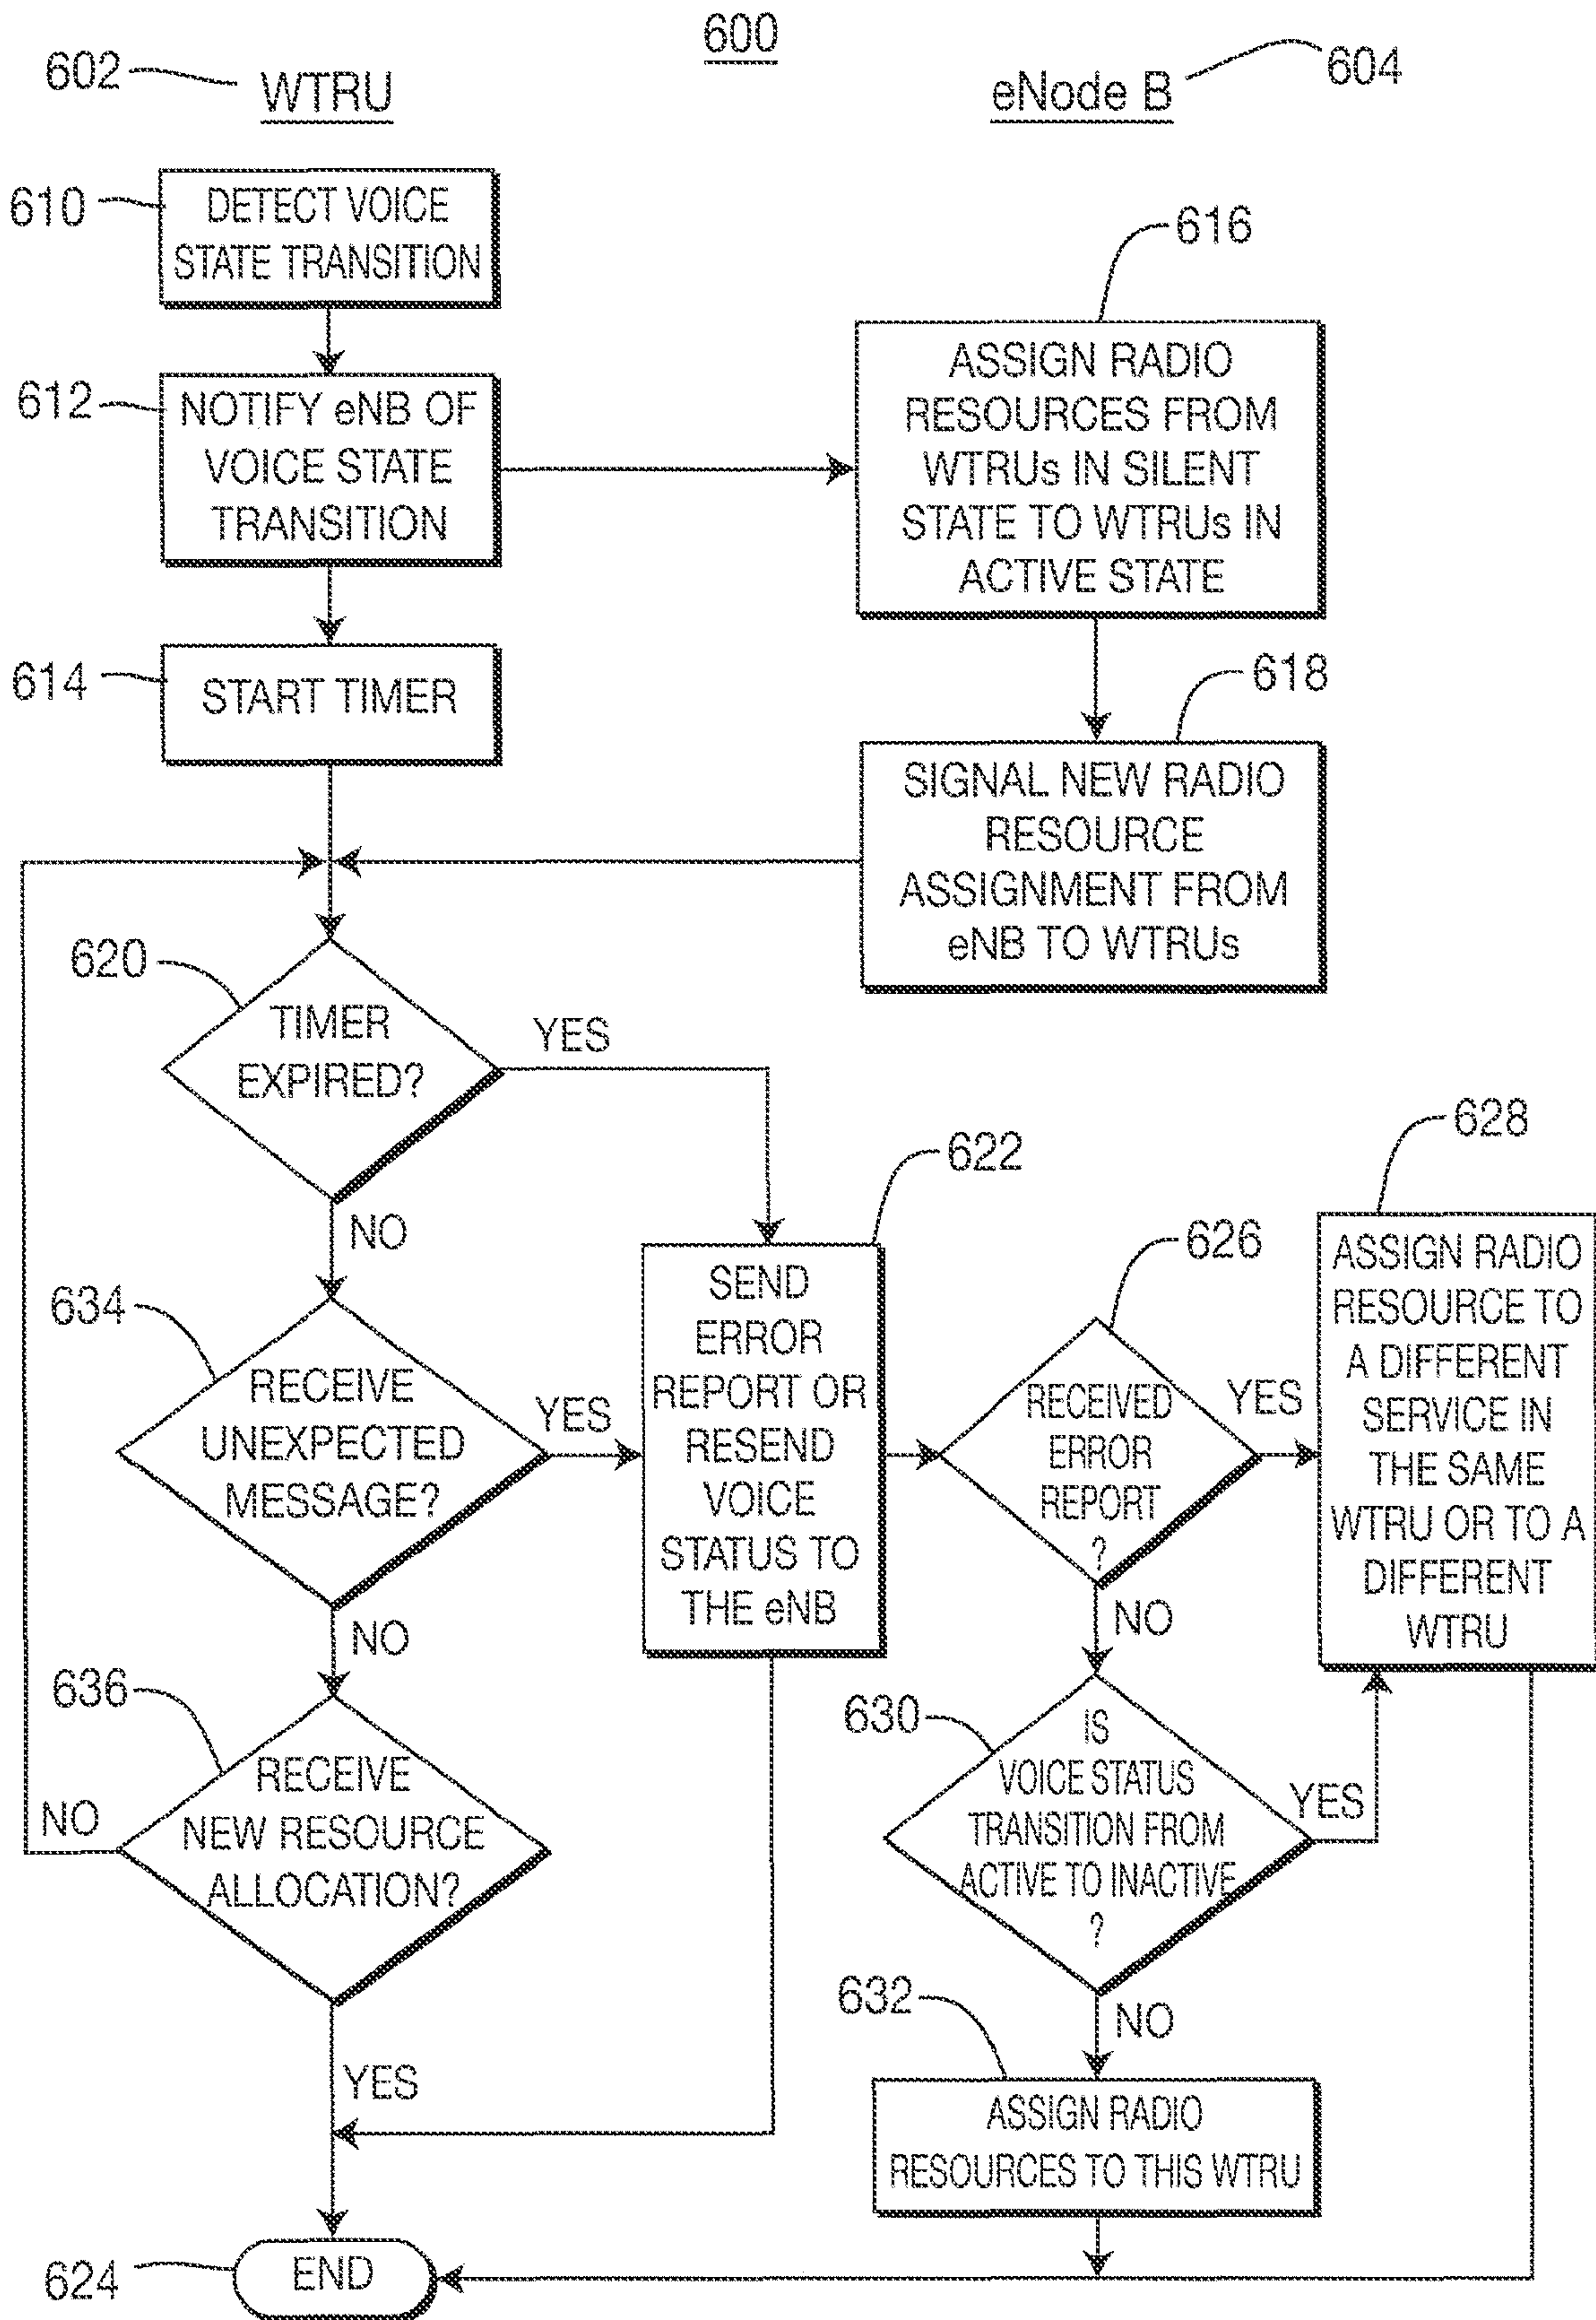 600
602
WTRU
eNode B
604
610
DETECT VOICE
STATE TRANSITION
612
NOTIFY eNB OF
VOICE STATE
TRANSITION
616
ASSIGN RADIO
RESOURCES FROM
WTRUs IN SILENT
STATE TO WTRUs IN
ACTIVE STATE
614
START TIMER
618
SIGNAL NEW RADIO
RESOURCE
ASSIGNMENT FROM
eNB TO WTRUs
620
TIMER
EXPIRED?
YES
NO
622
SEND
ERROR
REPORT OR
RESEND
VOICE
STATUS TO
THE eNB
634
RECEIVE
UNEXPECTED
MESSAGE?
YES
NO
626
RECEIVED
ERROR
REPORT
?
YES
NO
628
ASSIGN RADIO
RESOURCE TO
A DIFFERENT
SERVICE IN
THE SAME
WTRU OR TO A
DIFFERENT
WTRU
636
RECEIVE
NEW RESOURCE
ALLOCATION?
NO
YES
630
IS
VOICE STATUS
TRANSITION FROM
ACTIVE TO INACTIVE
?
YES
NO
632
ASSIGN RADIO
RESOURCES TO THIS WTRU
624
END